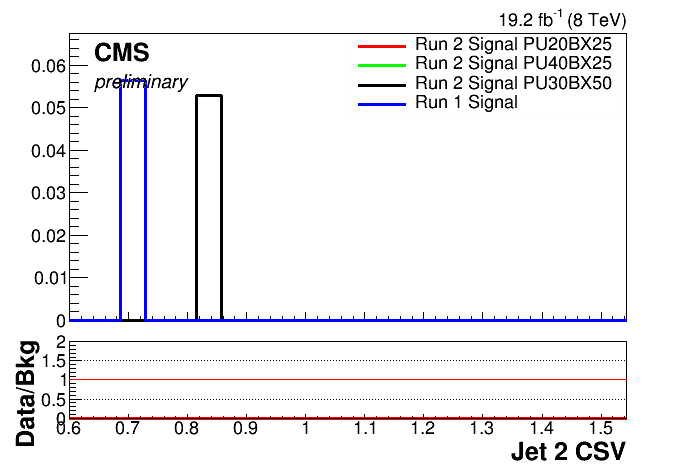 19.2 fb-1 (8 TeV)
CMS
preliminary
Run 2 Signal PU20BX25
Run 2 Signal PU40BX25
Run 2 Signal PU30BX50
Run 1 Signal
0.06
0.05
0.04
0.03
0.02
0.01
0
Data/Bkg
2
1.5
1
0.5
0
0.6 0.7 0.8 0.9 1 1.1 1.2 1.3 1.4 1.5
Jet 2 CSV